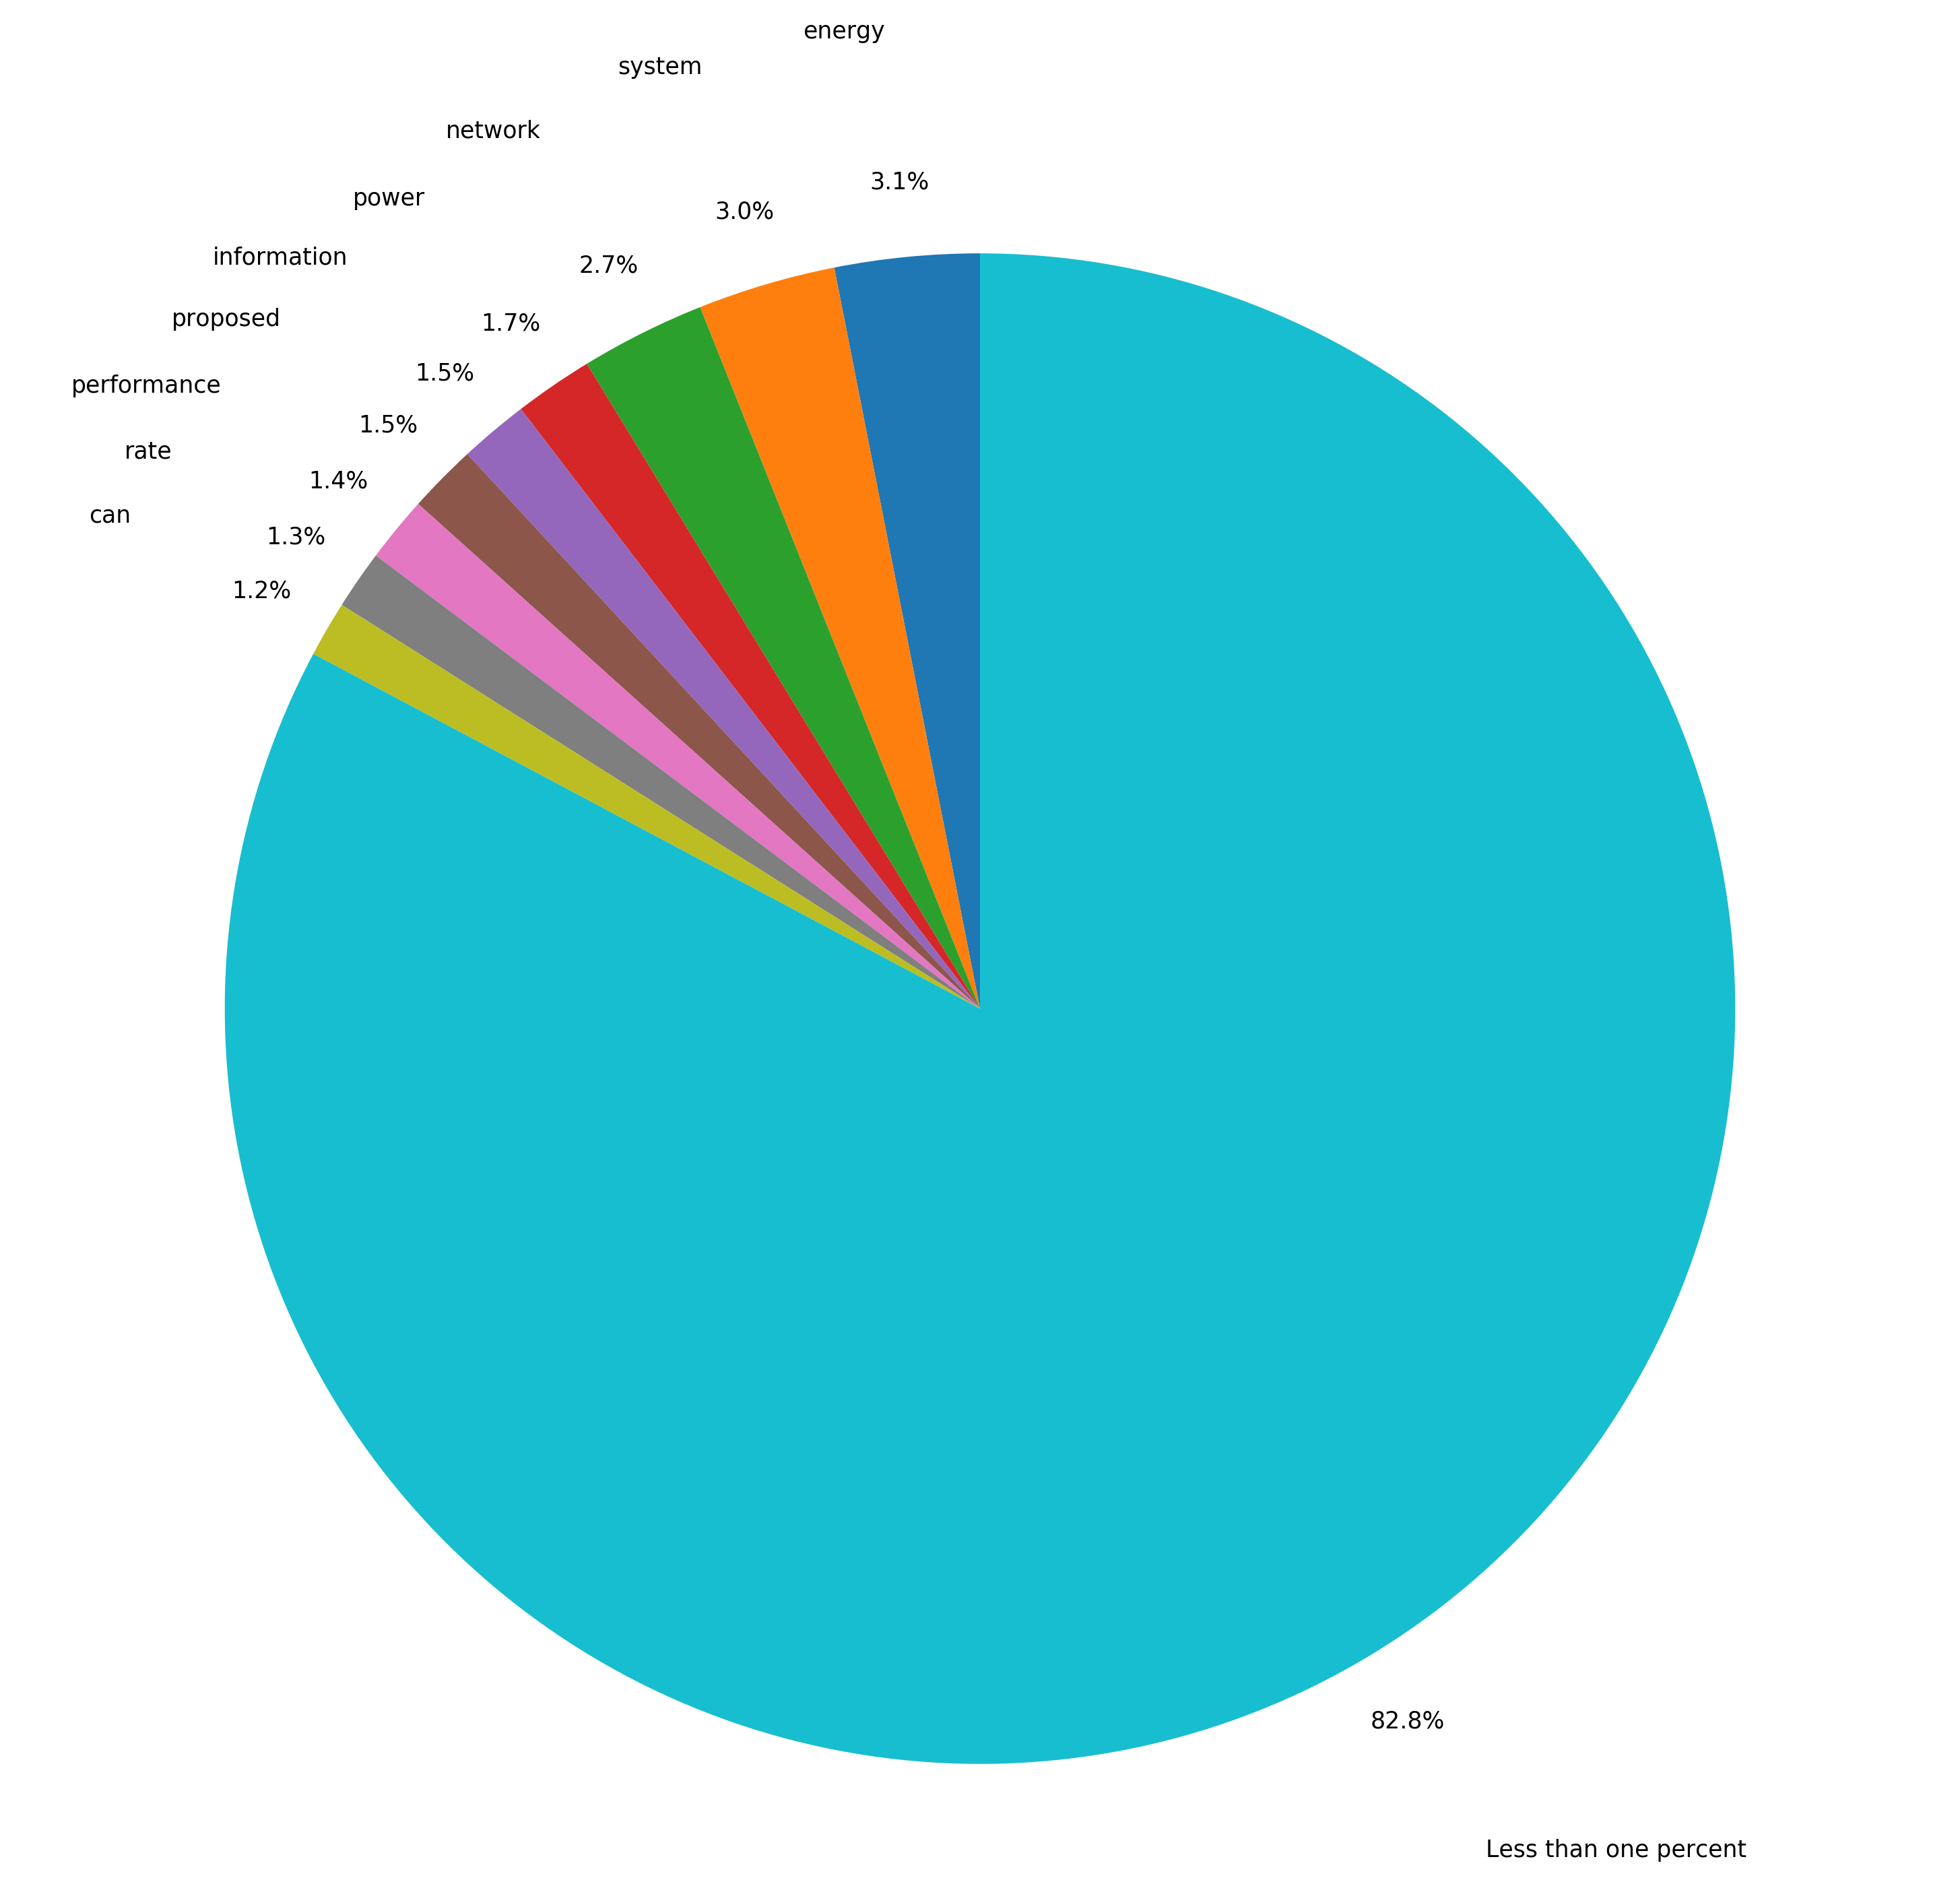 energy
system
network
power
information
proposed
performance
rate
can
3.1%
3.0%
2.7%
1.7%
1.5%
1.5%
1.4%
1.3%
1.2%
82.8%
Less than one percent